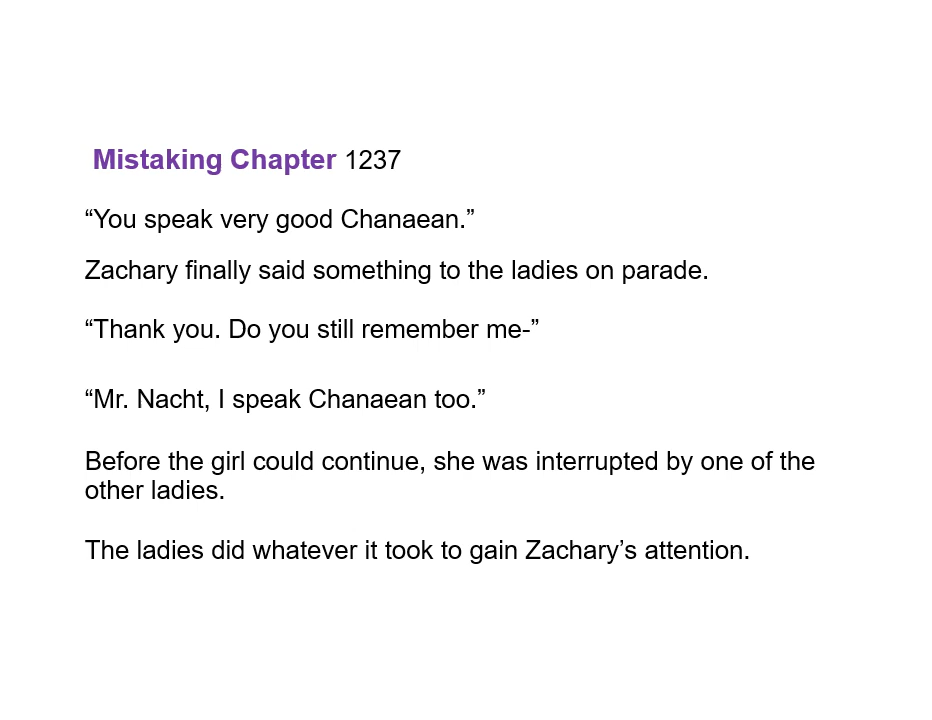 Mistaking Chapter 1237
“You speak very good Chanaean.”
Zachary finally said something to the ladies on parade.
“Thank you. Do you still remember me-”
“Mr. Nacht, I speak Chanaean too.”
Before the girl could continue, she was interrupted by one of the
other ladies.
The ladies did whatever it took to gain Zachary’s attention.